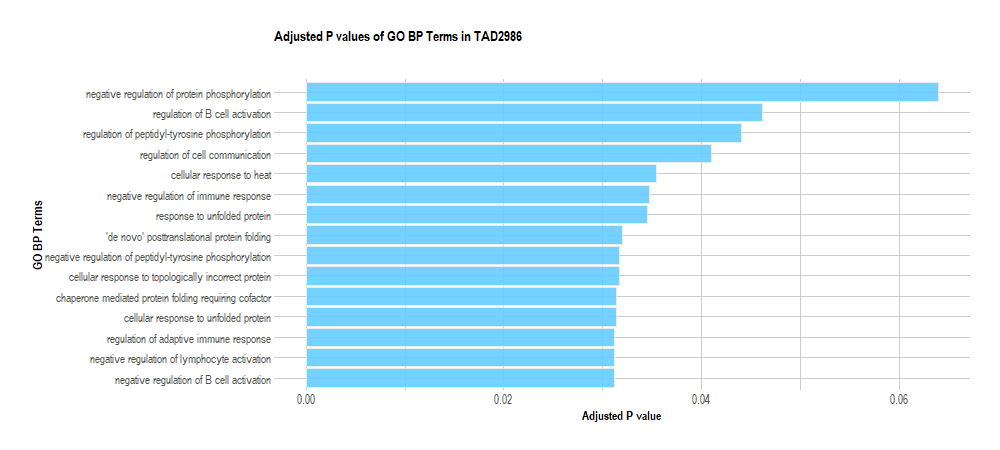 Adjusted P values of GO BP Terms in TAD2986
GO BP Terms
negative regulation of protein phosphorylation
regulation of B cell activation
regulation of peptidyl-tyrosine phosphorylation
regulation of cell communication
cellular response to heat
negative regulation of immune response
response to unfolded protein
'de novo' posttranslational protein folding
negative regulation of peptidyl-tyrosine phosphorylation
cellular response to topologically incorrect protein
chaperone mediated protein folding requiring cofactor
cellular response to unfolded protein
regulation of adaptive immune response
negative regulation of lymphocyte activation
negative regulation of B cell activation
0.00 0.02 0.04 0.06
Adjusted P value